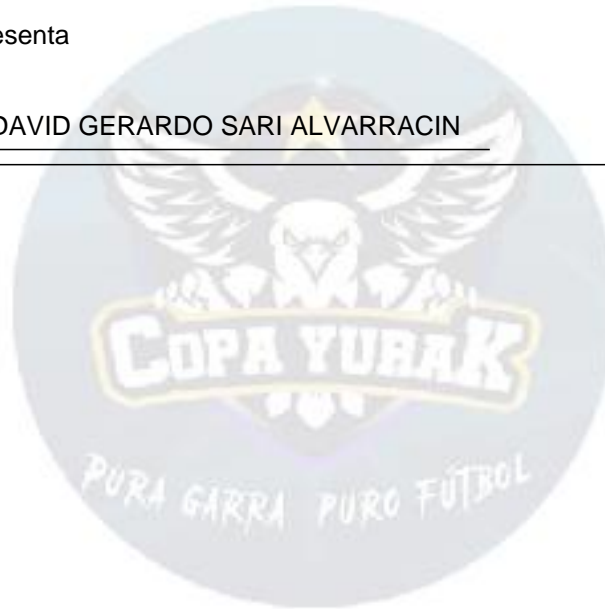 esenta
DAVID GERARDO SARI ALVARRACIN
COPA YURAK
PURA GARRA PURO FÚTBOL